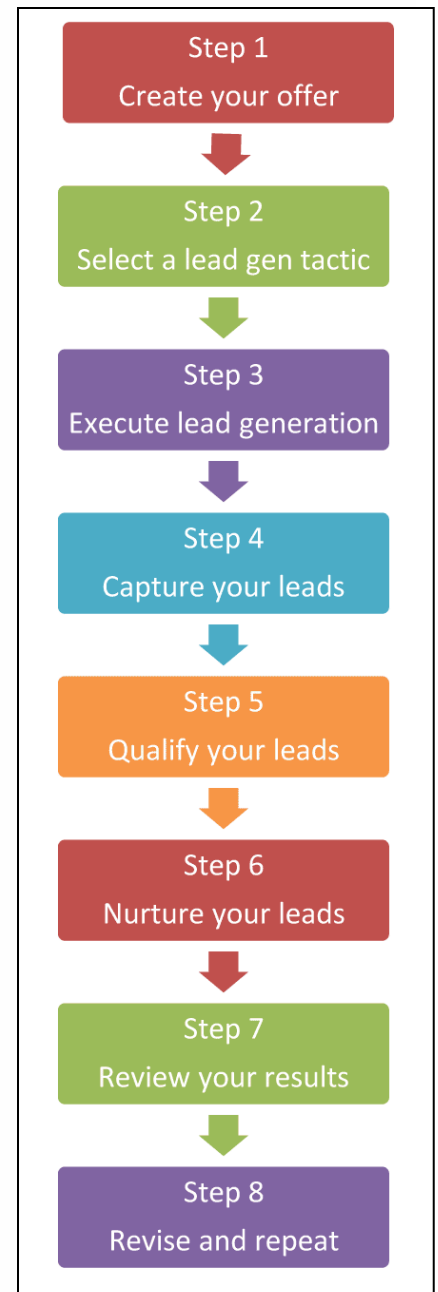 Step 1
Create your offer
Step 2
Select a lead gen tactic
Step 3
Execute lead generation
Step 4
Capture your leads
Step 5
Qualify your leads
Step 6
Nurture your leads
Step 7
Review your results
Step 8
Revise and repeat